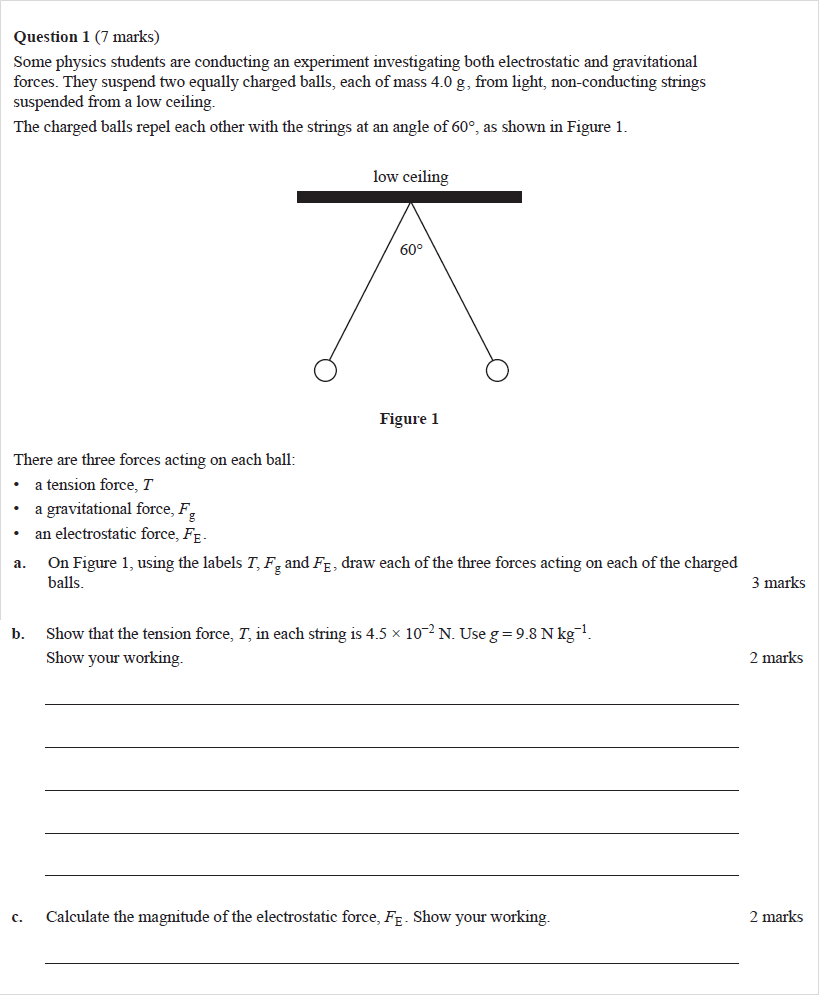 Question 1 (7 marks)
Some physics students are conducting an experiment investigating both electrostatic and gravitational
forces. They suspend two equally charged balls, each of mass 4.0 g, from light, non-conducting strings
suspended from a low ceiling.
The charged balls repel each other with the strings at an angle of 60°, as shown in Figure 1.
low ceiling
60°
Figure 1
There are three forces acting on each ball:
• a tension force, T
• a gravitational force, F_g
• an electrostatic force, F_E.
a. On Figure 1, using the labels T, F_g and F_E, draw each of the three forces acting on each of the charged
balls. 3 marks
b. Show that the tension force, T, in each string is 4.5 × 10⁻² N. Use g = 9.8 N kg⁻¹.
Show your working. 2 marks
c. Calculate the magnitude of the electrostatic force, F_E. Show your working. 2 marks